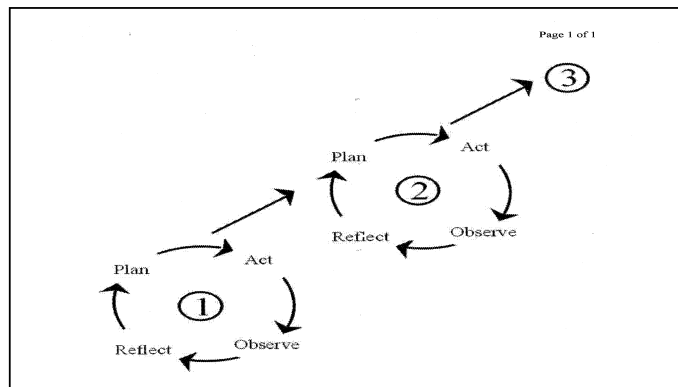 Page 1 of 1
3
Plan
Act
2
Reflect
Observe
Plan
Act
1
Reflect
Observe